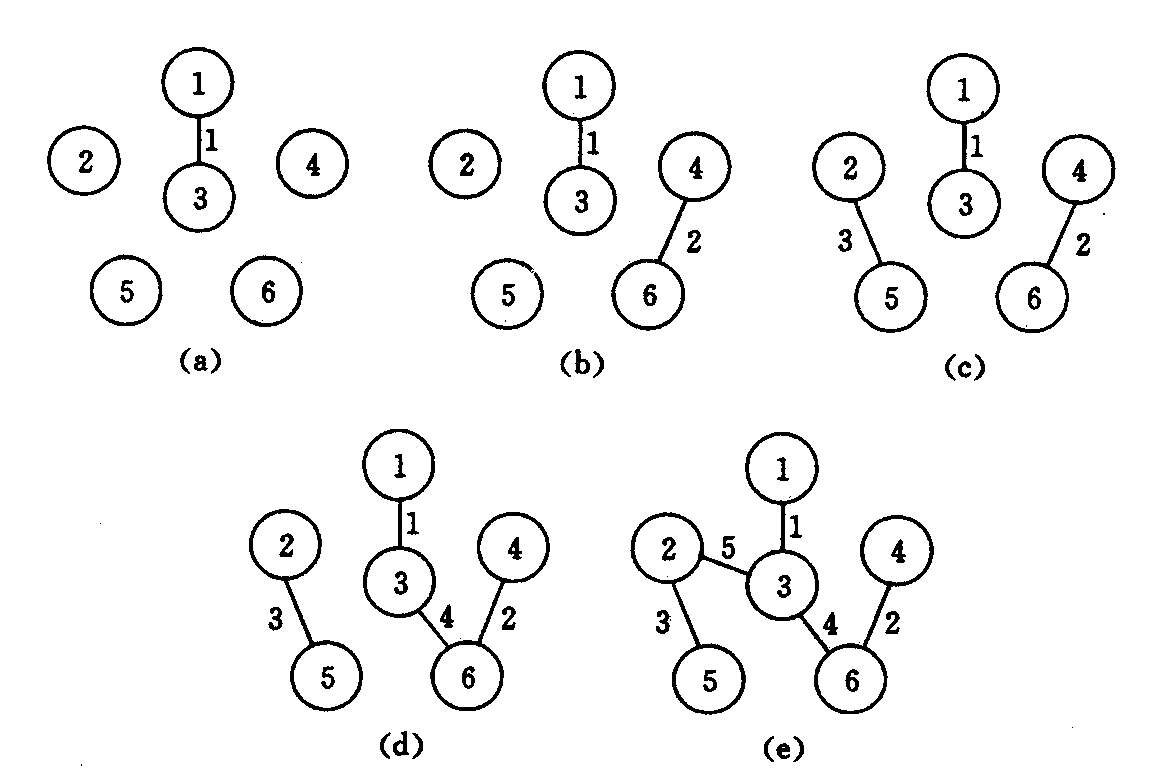 1 1 1
1 1 1
2 4 2 4 2 4
3 3 3
3 2 2
5 6 5 6 5 6
(a) (b) (c)
1 1
1 1
2 4 2 5 4
3 3
3 4 2 3 4 2
5 6 5 6
(d) (e)